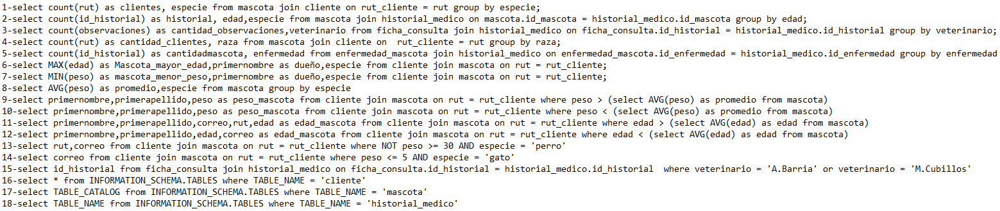 1-select count(rut) as clientes, especie from mascota join cliente on rut_cliente = rut group by especie;
2-select count(id_historial) as historial, edad,especie from mascota join historial_medico on mascota.id_mascota = historial_medico.id_mascota group by edad;
3-select count(observaciones) as cantidad_observaciones,veterinario from ficha_consulta join historial_medico on ficha_consulta.id_historial = historial_medico.id_historial group by veterinario;
4-select count(rut) as cantidad_clientes, raza from mascota join cliente on  rut_cliente = rut group by raza;
5-select count(id_historial) as cantidadmascota, enfermedad from enfermedad_mascota join historial_medico on enfermedad_mascota.id_enfermedad = historial_medico.id_enfermedad group by enfermedad
6-select MAX(edad) as Mascota_mayor_edad,primernombre as dueño,especie from cliente join mascota on rut = rut_cliente;
7-select MIN(peso) as mascota_menor_peso,primernombre as dueño,especie from cliente join mascota on rut = rut_cliente;
8-select AVG(peso) as promedio,especie from mascota group by especie
9-select primernombre,primerapellido,peso as peso_mascota from cliente join mascota on rut = rut_cliente where peso > (select AVG(peso) as promedio from mascota)
10-select primernombre,primerapellido,peso as peso_mascota from cliente join mascota on rut = rut_cliente where peso < (select AVG(peso) as promedio from mascota)
11-select primernombre,primerapellido,correo,rut,edad as edad_mascota from cliente join mascota on rut = rut_cliente where edad > (select AVG(edad) as edad from mascota)
12-select primernombre,primerapellido,edad,correo as edad_mascota from cliente join mascota on rut = rut_cliente where edad < (select AVG(edad) as edad from mascota)
13-select rut,correo from cliente join mascota on rut = rut_cliente where NOT peso >= 30 AND especie = 'perro'
14-select correo from cliente join mascota on rut = rut_cliente where peso <= 5 AND especie = 'gato'
15-select id_historial from ficha_consulta join historial_medico on ficha_consulta.id_historial = historial_medico.id_historial  where veterinario = 'A.Barria' or veterinario = 'M.Cubillos'
16-select * from INFORMATION_SCHEMA.TABLES where TABLE_NAME = 'cliente'
17-select TABLE_CATALOG from INFORMATION_SCHEMA.TABLES where TABLE_NAME = 'mascota'
18-select TABLE_NAME from INFORMATION_SCHEMA.TABLES where TABLE_NAME = 'historial_medico'